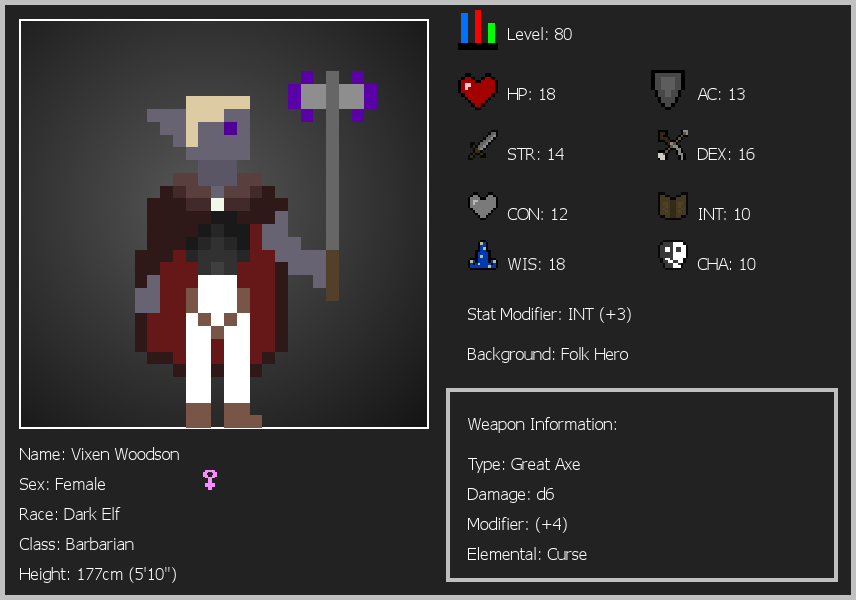 Level: 80
HP: 18
AC: 13
STR: 14
DEX: 16
CON: 12
INT: 10
WIS: 18
CHA: 10
Stat Modifier: INT (+3)
Background: Folk Hero
Weapon Information:
Type: Great Axe
Damage: d6
Modifier: (+4)
Elemental: Curse
Name: Vixen Woodson
Sex: Female
Race: Dark Elf
Class: Barbarian
Height: 177cm (5'10")